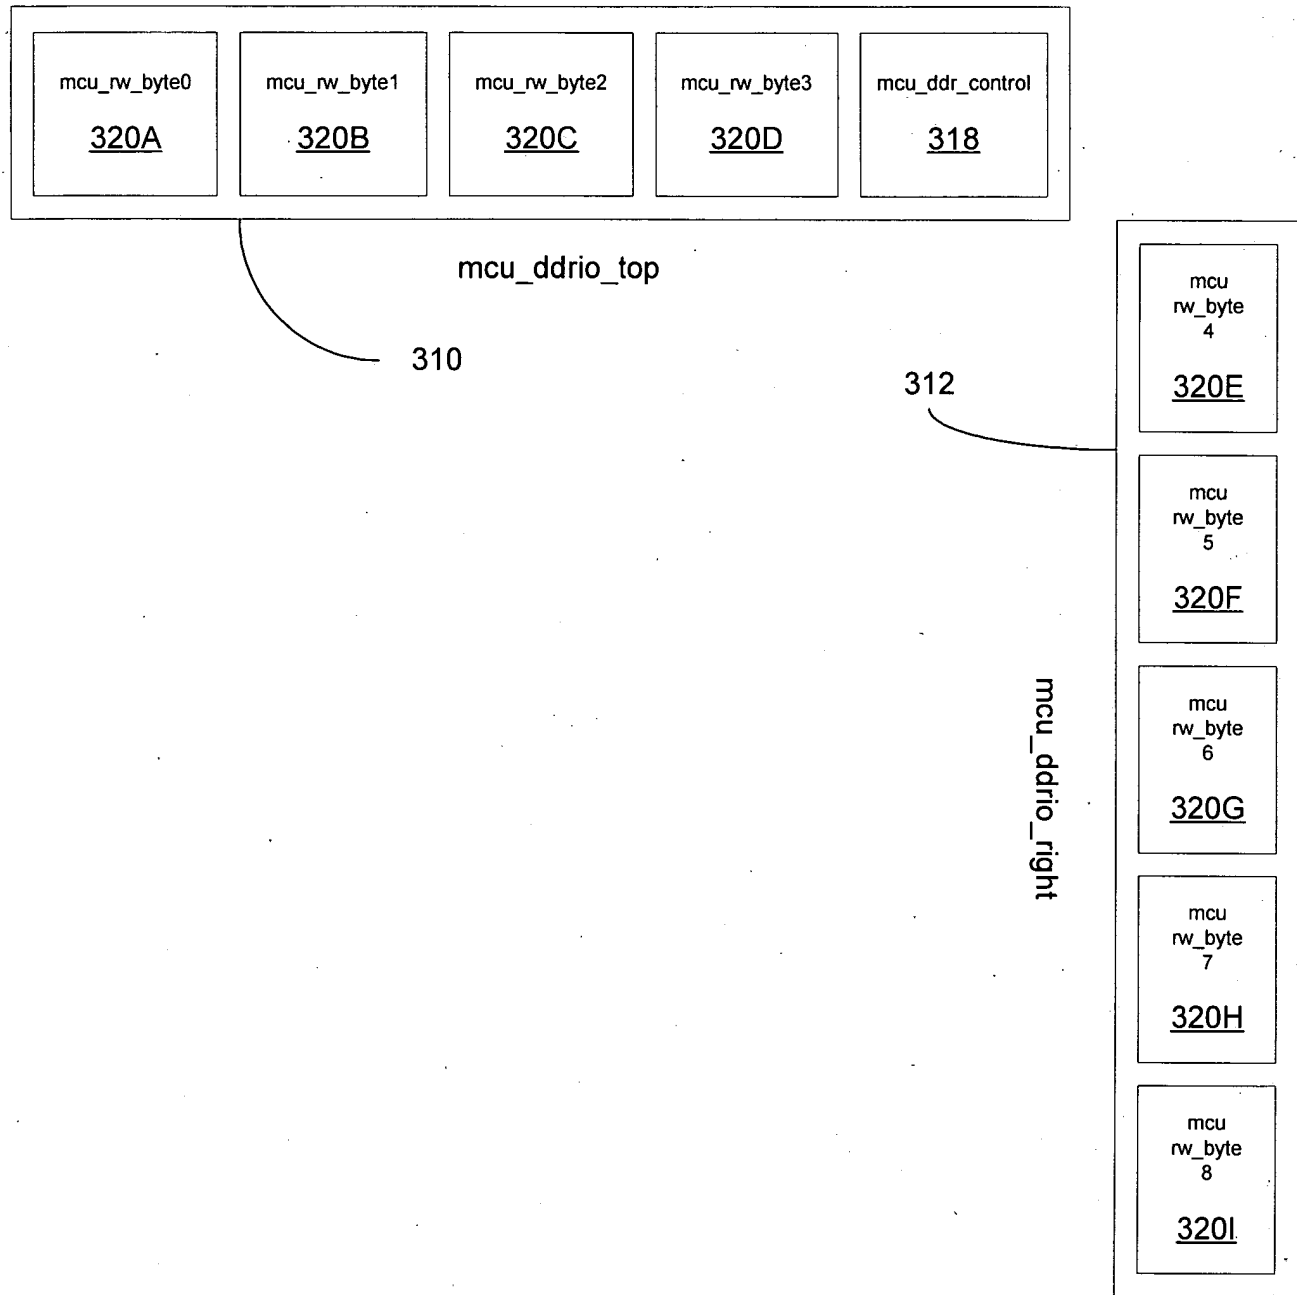 mcu_rw_byte0
320A
mcu_rw_byte1
320B
mcu_rw_byte2
320C
mcu_rw_byte3
320D
mcu_ddr_control
318
mcu_ddrio_top
310
312
mcu
rw_byte
4
320E
mcu
rw_byte
5
320F
mcu
rw_byte
6
320G
mcu
rw_byte
7
320H
mcu
rw_byte
8
320I
mcu_ddrio_right